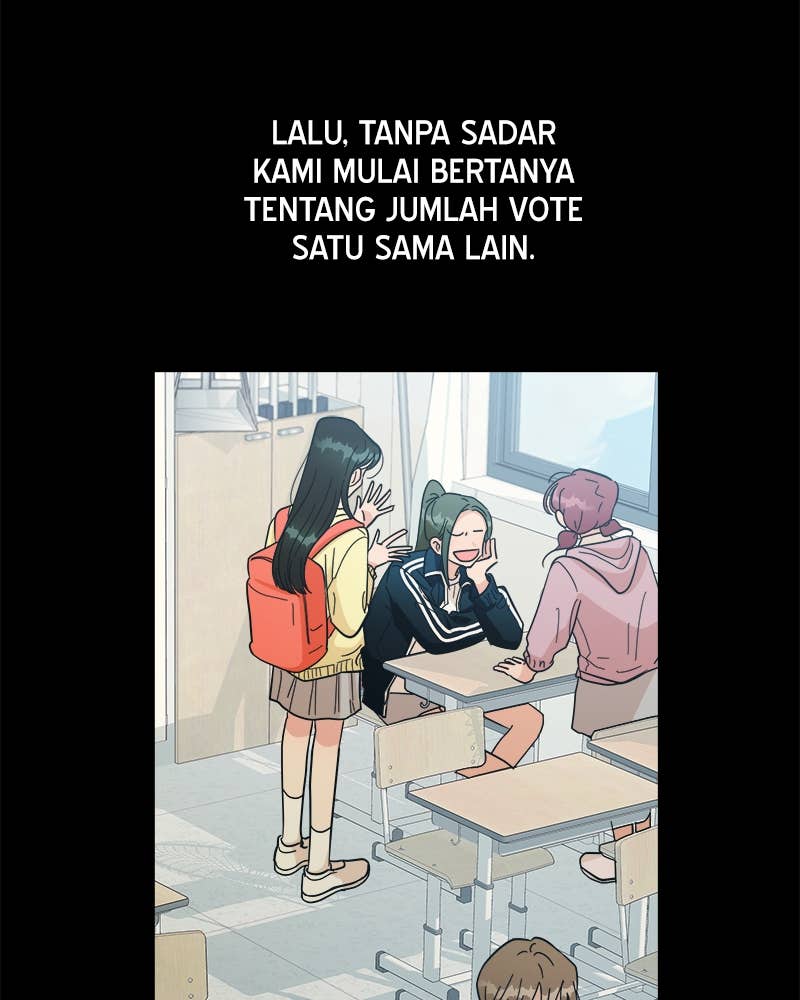 LALU, TANPA SADAR
KAMI MULAI BERTANYA
TENTANG JUMLAH VOTE
SATU SAMA LAIN.